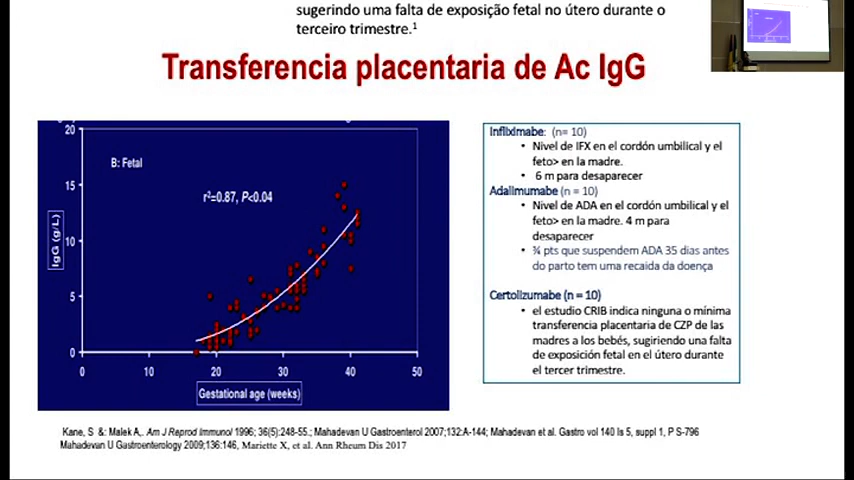 sugerindo uma falta de exposição fetal no útero durante o
terceiro trimestre.¹
Transferencia placentaria de Ac IgG
20
15
10
5
0
B: Fetal
r²=0.87, P<0.04
IgG (g/L)
0 10 20 30 40 50
Gestational age (weeks)
Infliximabe: (n= 10)
• Nivel de IFX en el cordón umbilical y el
feto> en la madre.
• 6 m para desaparecer
Adalimumabe (n = 10)
• Nivel de ADA en el cordón umbilical y el
feto> en la madre. 4 m para
desaparecer
• ¾ pts que suspendem ADA 35 dias antes
do parto tem uma recaida da doença
Certolizumabe (n = 10)
• el estudio CRIB indica ninguna o mínima
transferencia placentaria de CZP de las
madres a los bebés, sugiriendo una falta
de exposición fetal en el útero durante
el tercer trimestre.
Kane, S &: Malek A,. Am J Reprod Immunol 1996; 36(5):248-55.; Mahadevan U Gastroenterol 2007;132:A-144; Mahadevan et al. Gastro vol 140 Is 5, suppl 1, P S-796
Mahadevan U Gastroenterology 2009;136:146, Mariette X, et al. Ann Rheum Dis 2017